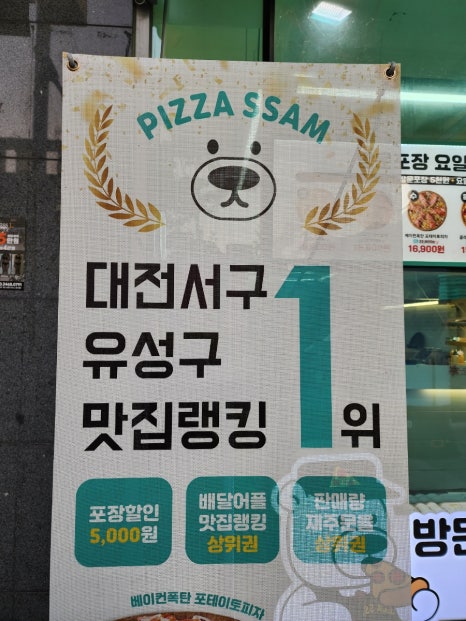 PIZZA SSAM
대전서구
유성구
맛집랭킹
1위
포장할인
5,000원
배달어플
맛집랭킹
상위권
판매량
상위권
베이컨폭탄 포테이토피자
포장 요일
16,900원
방문